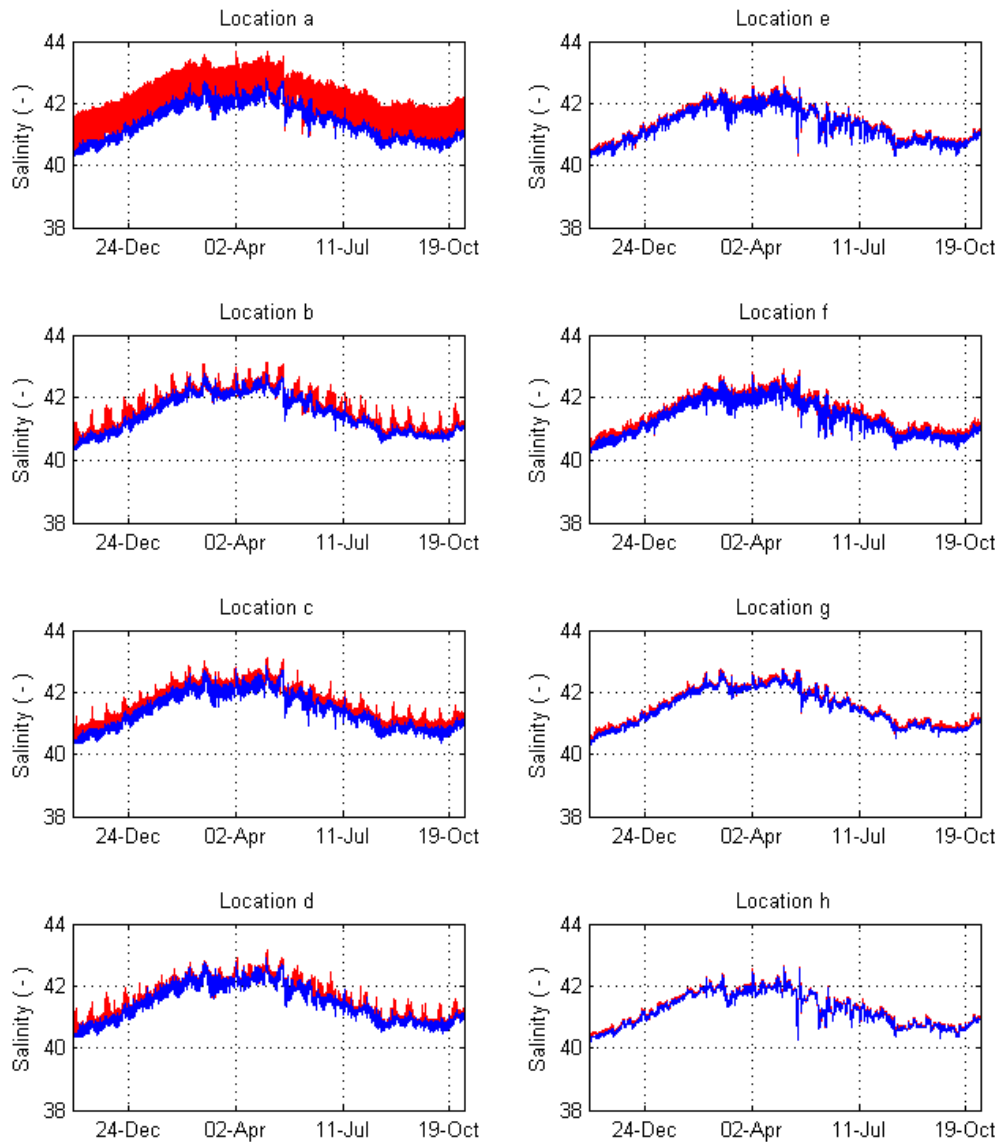 Location a
Salinity ( - )
44
42
40
38
24-Dec 02-Apr 11-Jul 19-Oct
Location e
Salinity ( - )
44
42
40
38
24-Dec 02-Apr 11-Jul 19-Oct
Location b
Salinity ( - )
44
42
40
38
24-Dec 02-Apr 11-Jul 19-Oct
Location f
Salinity ( - )
44
42
40
38
24-Dec 02-Apr 11-Jul 19-Oct
Location c
Salinity ( - )
44
42
40
38
24-Dec 02-Apr 11-Jul 19-Oct
Location g
Salinity ( - )
44
42
40
38
24-Dec 02-Apr 11-Jul 19-Oct
Location d
Salinity ( - )
44
42
40
38
24-Dec 02-Apr 11-Jul 19-Oct
Location h
Salinity ( - )
44
42
40
38
24-Dec 02-Apr 11-Jul 19-Oct